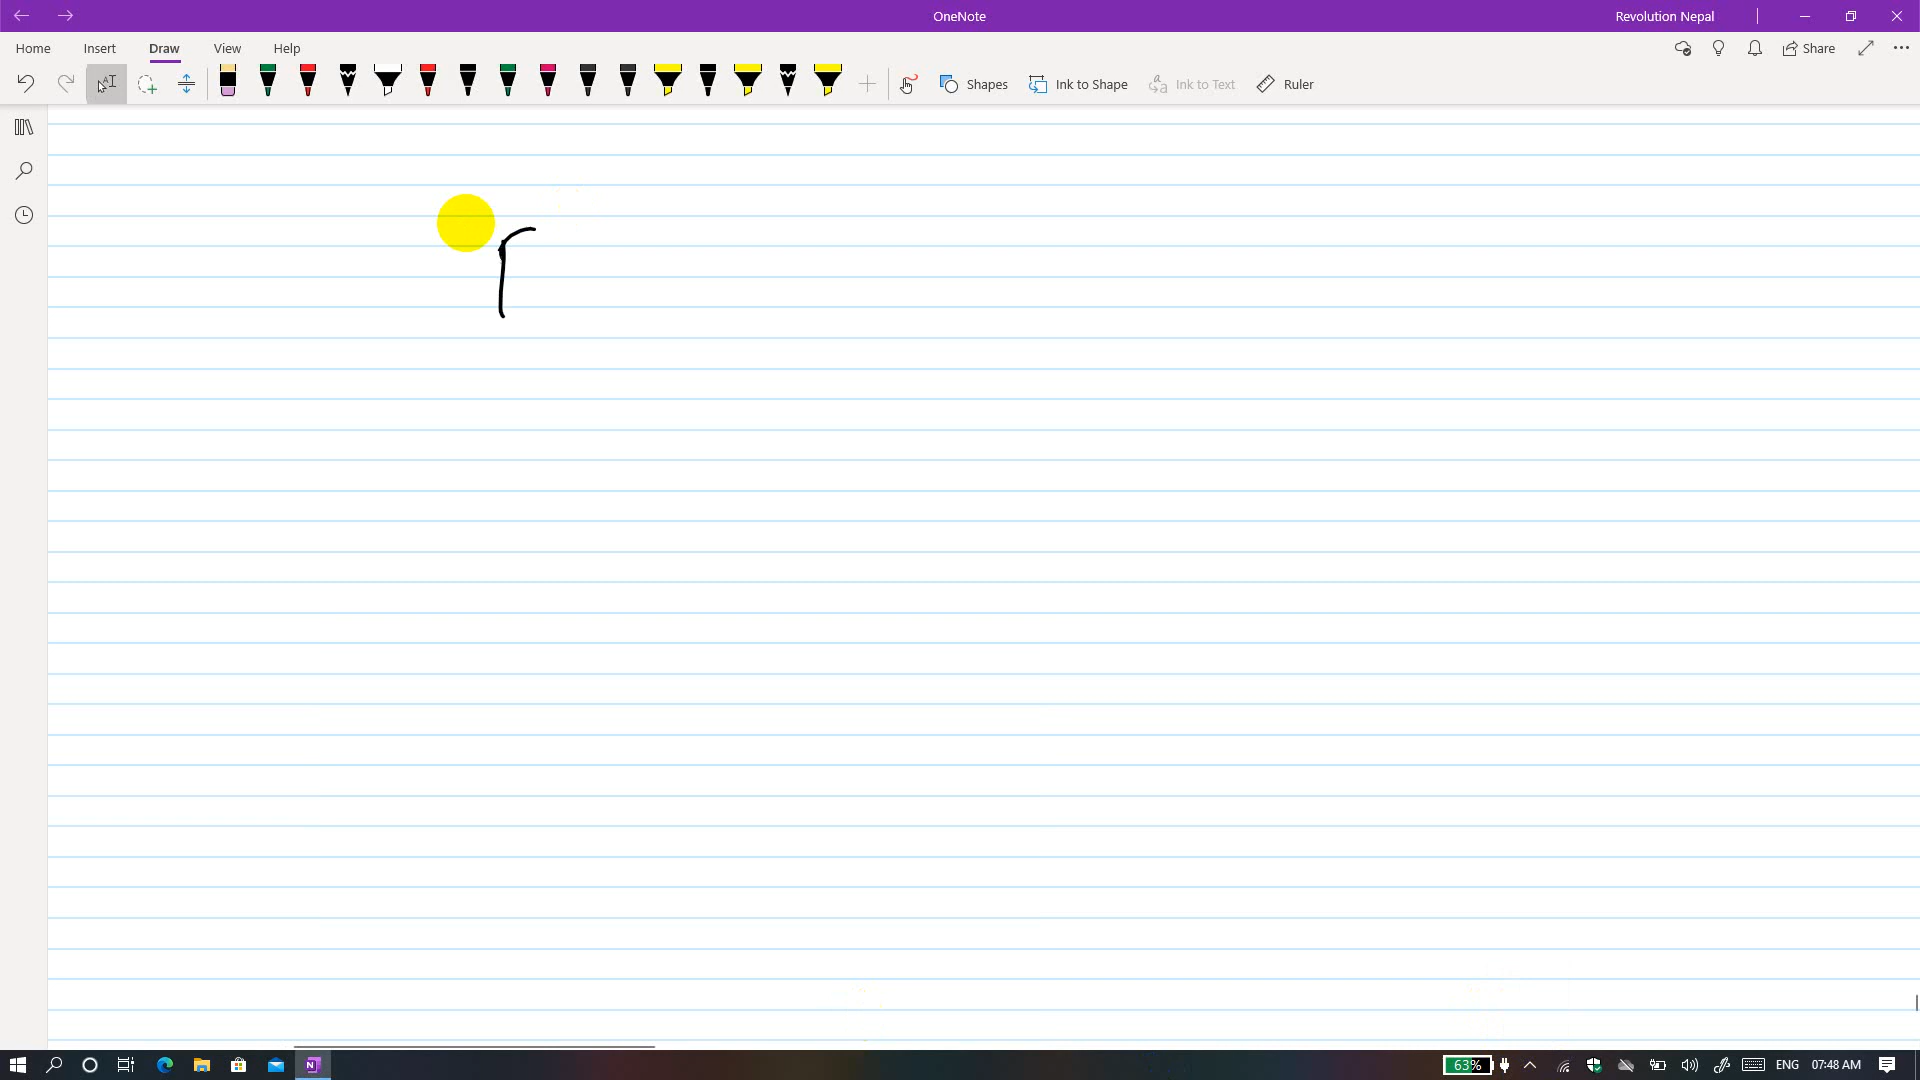 OneNote
Revolution Nepal
Home Insert Draw View Help
Share
Shapes Ink to Shape Ink to Text Ruler
r
63% ENG 07:48 AM